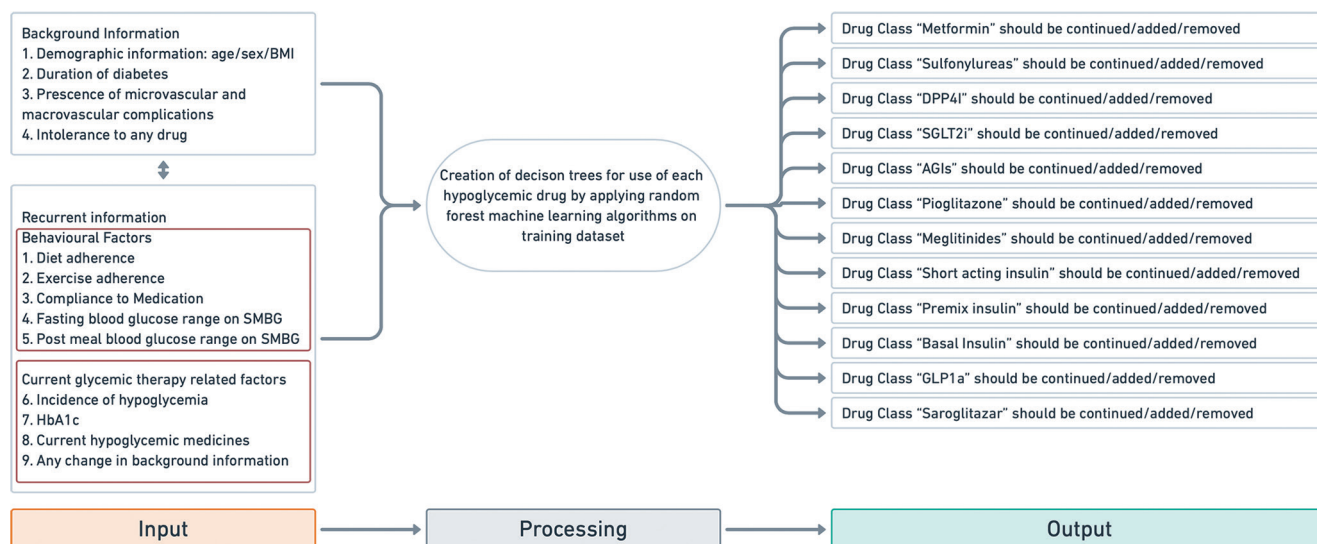 Background Information
1. Demographic information: age/sex/BMI
2. Duration of diabetes
3. Prescence of microvascular and
macrovascular complications
4. Intolerance to any drug
Recurrent information
Behavioural Factors
1. Diet adherence
2. Exercise adherence
3. Compliance to Medication
4. Fasting blood glucose range on SMBG
5. Post meal blood glucose range on SMBG
Current glycemic therapy related factors
6. Incidence of hypoglycemia
7. HbA1c
8. Current hypoglycemic medicines
9. Any change in background information
Creation of decison trees for use of each
hypoglycemic drug by applying random
forest machine learning algorithms on
training dataset
Drug Class “Metformin” should be continued/added/removed
Drug Class “Sulfonylureas” should be continued/added/removed
Drug Class “DPP4I” should be continued/added/removed
Drug Class “SGLT2i” should be continued/added/removed
Drug Class “AGIs” should be continued/added/removed
Drug Class “Pioglitazone” should be continued/added/removed
Drug Class “Meglitinides” should be continued/added/removed
Drug Class “Short acting insulin” should be continued/added/removed
Drug Class “Premix insulin” should be continued/added/removed
Drug Class “Basal Insulin” should be continued/added/removed
Drug Class “GLP1a” should be continued/added/removed
Drug Class “Saroglitazar” should be continued/added/removed
Input
Processing
Output